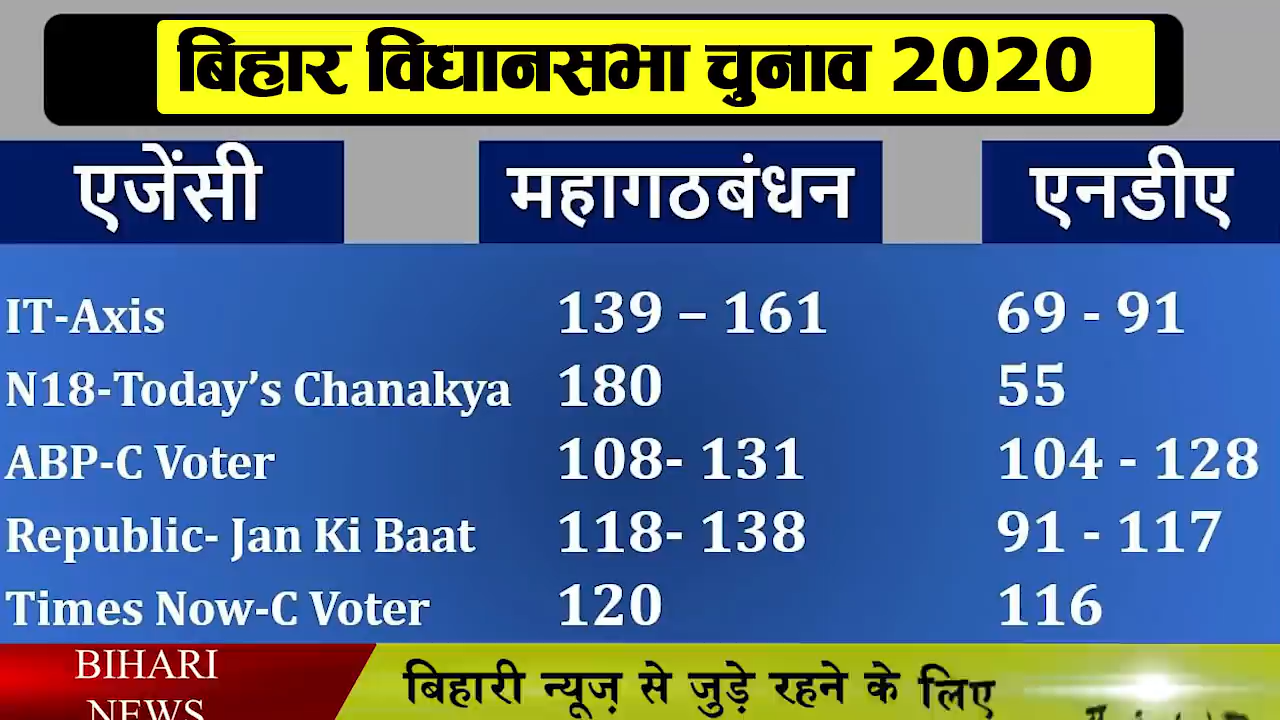 बिहार विधानसभा चुनाव 2020
एजेंसी महागठबंधन एनडीए
IT-Axis 139 – 161 69 - 91
N18-Today’s Chanakya 180 55
ABP-C Voter 108- 131 104 - 128
Republic- Jan Ki Baat 118- 138 91 - 117
Times Now-C Voter 120 116
BIHARI
NEWS
बिहारी न्यूज़ से जुड़े रहने के लिए